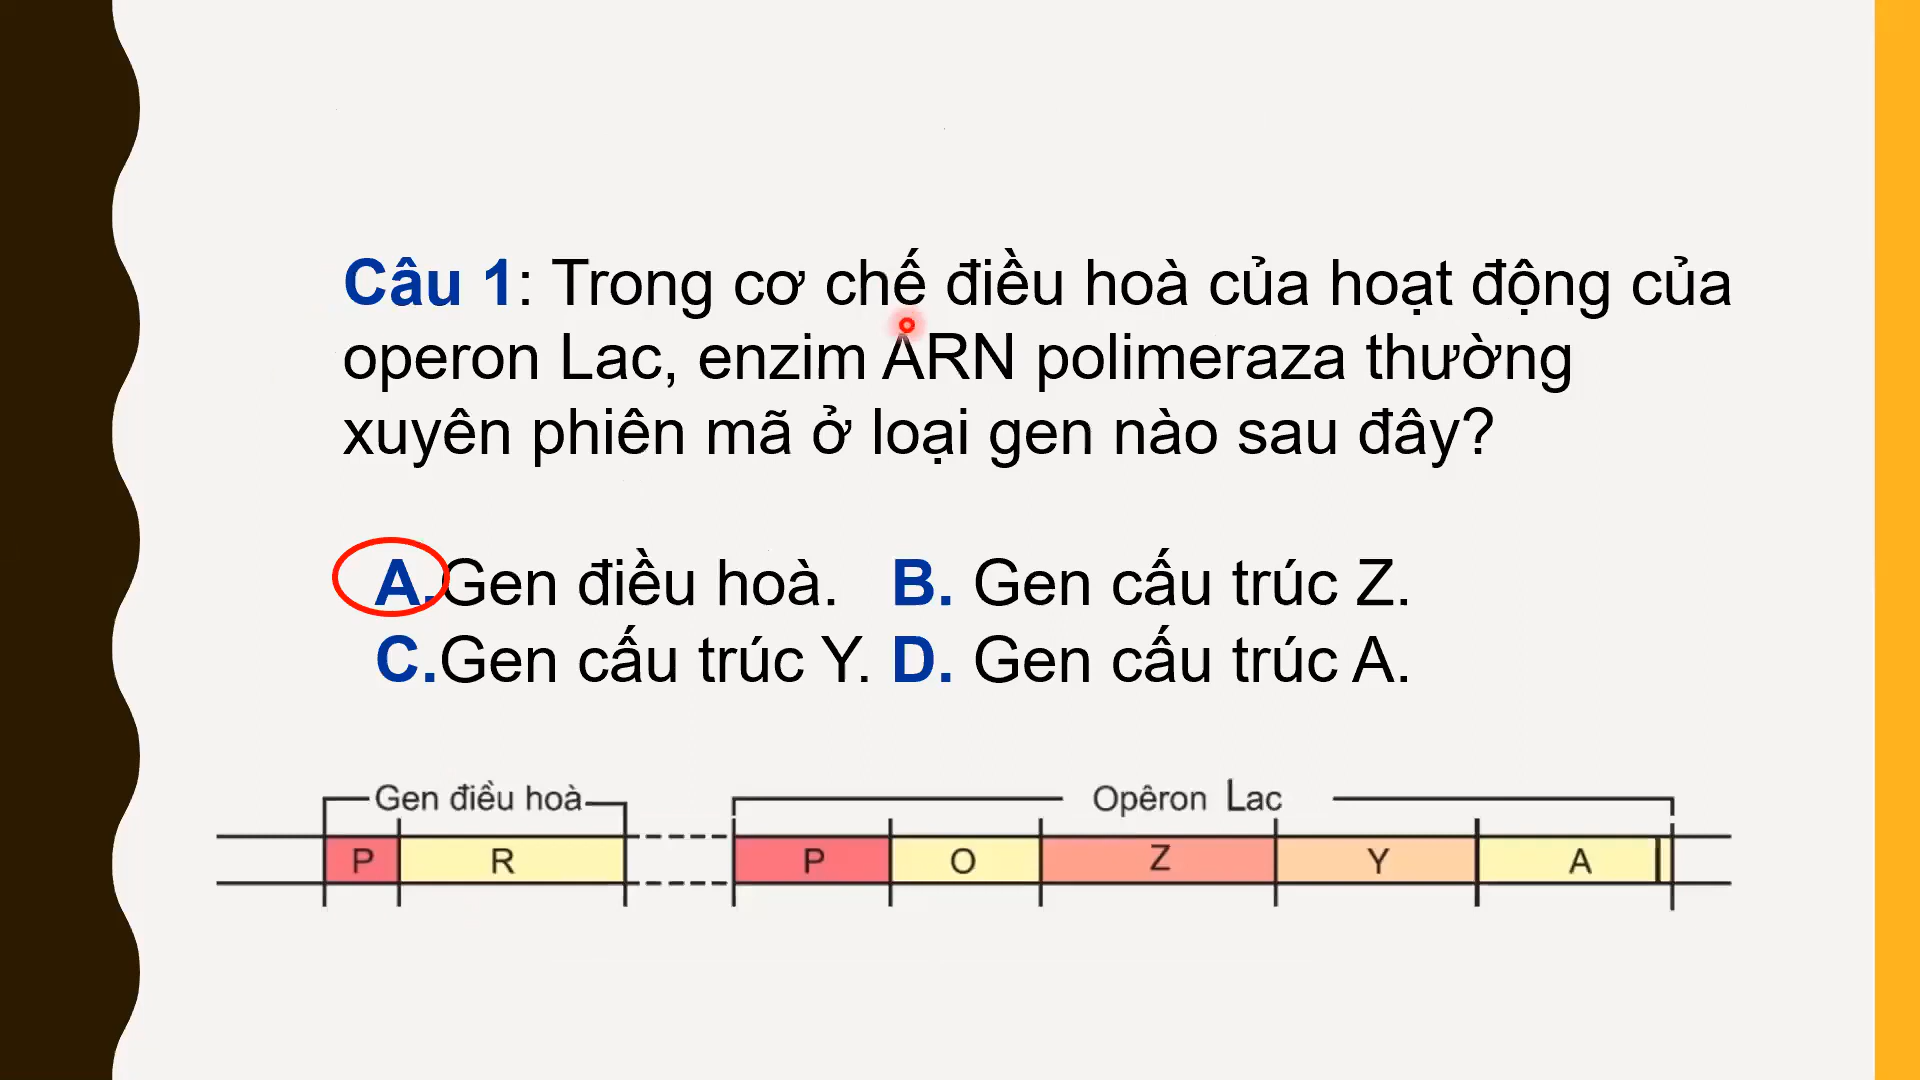 Câu 1: Trong cơ chế điều hoà của hoạt động của
operon Lac, enzim ARN polimeraza thường
xuyên phiên mã ở loại gen nào sau đây?
A.Gen điều hoà. B. Gen cấu trúc Z.
C.Gen cấu trúc Y. D. Gen cấu trúc A.
Gen điều hoà Opêron Lac
P R P O Z Y A